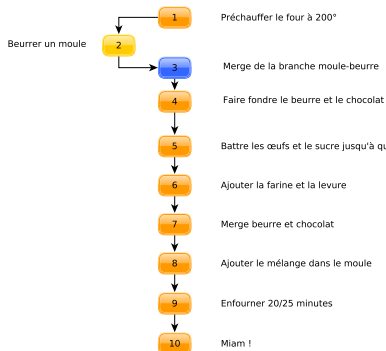 1 Préchauffer le four à 200°
Beurrer un moule 2
3 Merge de la branche moule-beurre
4 Faire fondre le beurre et le chocolat
5 Battre les œufs et le sucre jusqu'à
6 Ajouter la farine et la levure
7 Merge beurre et chocolat
8 Ajouter le mélange dans le moule
9 Enfourner 20/25 minutes
10 Miam !